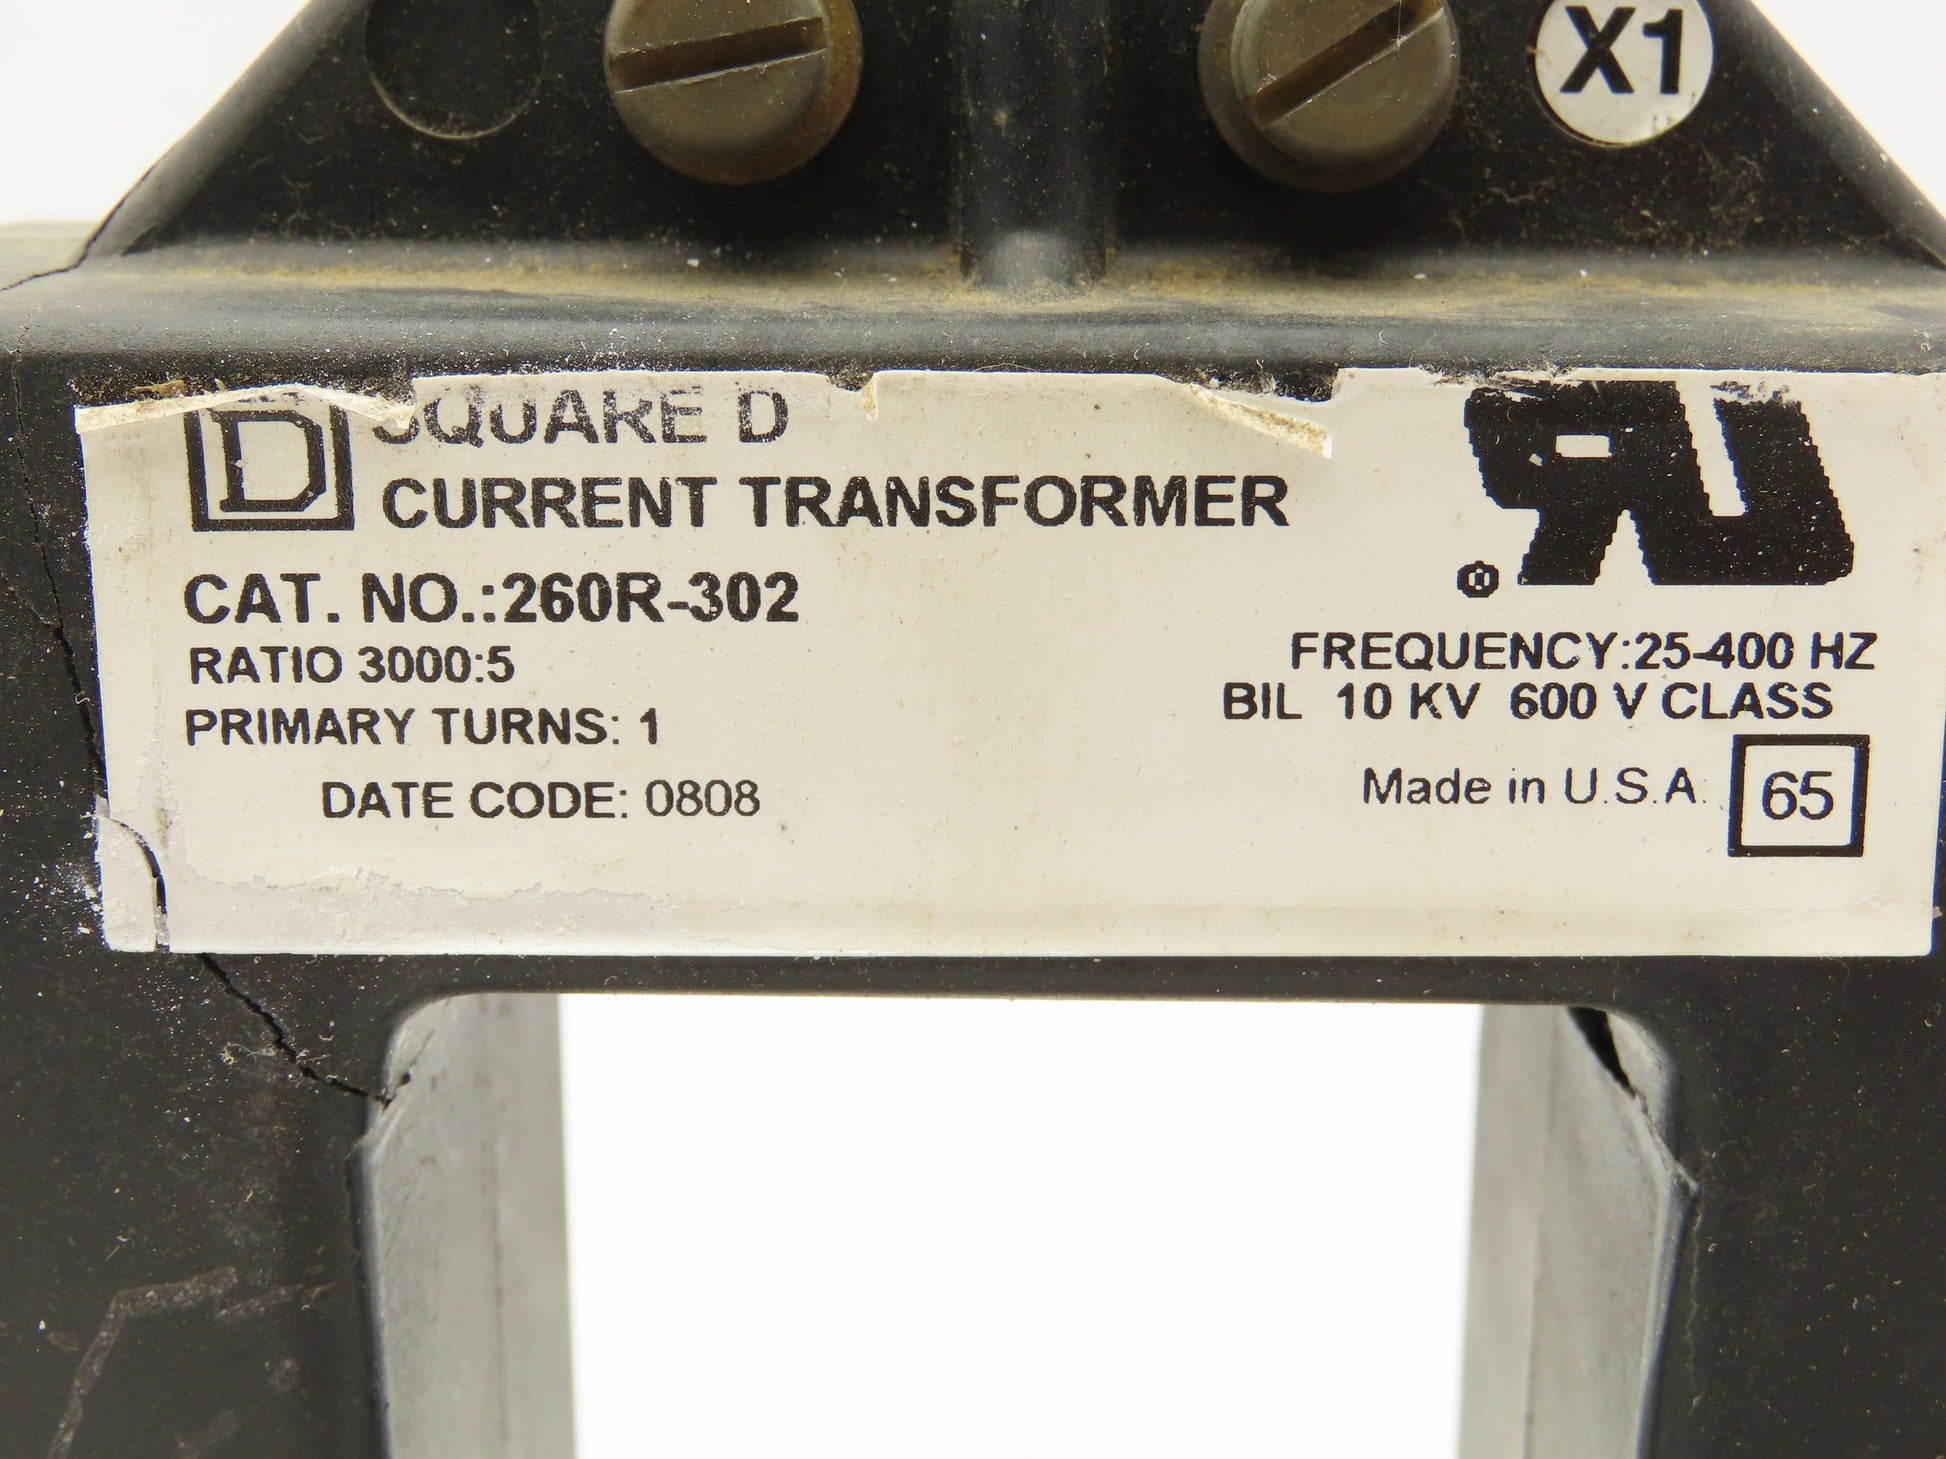 X1
D SQUARE D
CURRENT TRANSFORMER
CAT. NO.:260R-302
RATIO 3000:5
PRIMARY TURNS: 1
DATE CODE: 0808
RU
®
FREQUENCY:25-400 HZ
BIL 10 KV 600 V CLASS
Made in U.S.A. 65